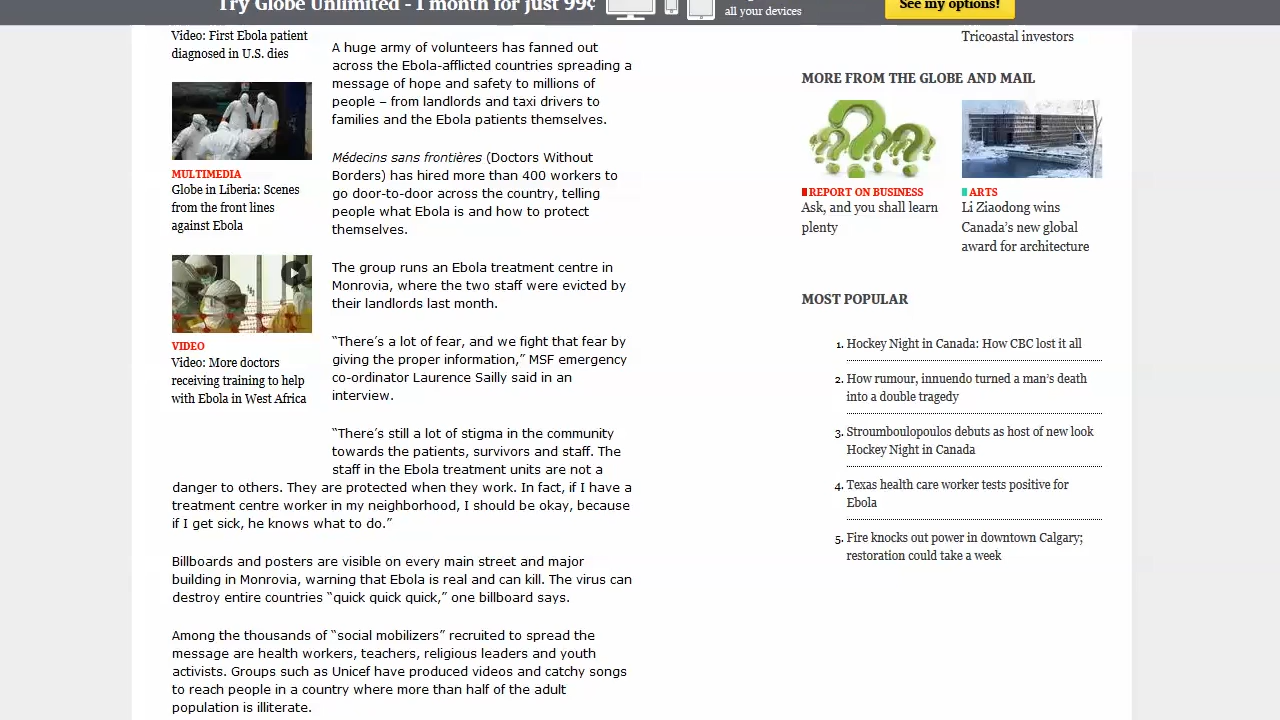 Try Globe Unlimited - 1 month for just 99¢
all your devices
See my options!
Video: First Ebola patient
diagnosed in U.S. dies
MULTIMEDIA
Globe in Liberia: Scenes
from the front lines
against Ebola
VIDEO
Video: More doctors
receiving training to help
with Ebola in West Africa
A huge army of volunteers has fanned out
across the Ebola-afflicted countries spreading a
message of hope and safety to millions of
people – from landlords and taxi drivers to
families and the Ebola patients themselves.
Médecins sans frontières (Doctors Without
Borders) has hired more than 400 workers to
go door-to-door across the country, telling
people what Ebola is and how to protect
themselves.
The group runs an Ebola treatment centre in
Monrovia, where the two staff were evicted by
their landlords last month.
“There’s a lot of fear, and we fight that fear by
giving the proper information,” MSF emergency
co-ordinator Laurence Sailly said in an
interview.
“There’s still a lot of stigma in the community
towards the patients, survivors and staff. The
staff in the Ebola treatment units are not a
danger to others. They are protected when they work. In fact, if I have a
treatment centre worker in my neighborhood, I should be okay, because
if I get sick, he knows what to do.”
Billboards and posters are visible on every main street and major
building in Monrovia, warning that Ebola is real and can kill. The virus can
destroy entire countries “quick quick quick,” one billboard says.
Among the thousands of “social mobilizers” recruited to spread the
message are health workers, teachers, religious leaders and youth
activists. Groups such as Unicef have produced videos and catchy songs
to reach people in a country where more than half of the adult
population is illiterate.
Tricoastal investors
MORE FROM THE GLOBE AND MAIL
REPORT ON BUSINESS
Ask, and you shall learn
plenty
ARTS
Li Ziaodong wins
Canada’s new global
award for architecture
MOST POPULAR
1. Hockey Night in Canada: How CBC lost it all
2. How rumour, innuendo turned a man’s death
into a double tragedy
3. Stroumboulopoulos debuts as host of new look
Hockey Night in Canada
4. Texas health care worker tests positive for
Ebola
5. Fire knocks out power in downtown Calgary;
restoration could take a week